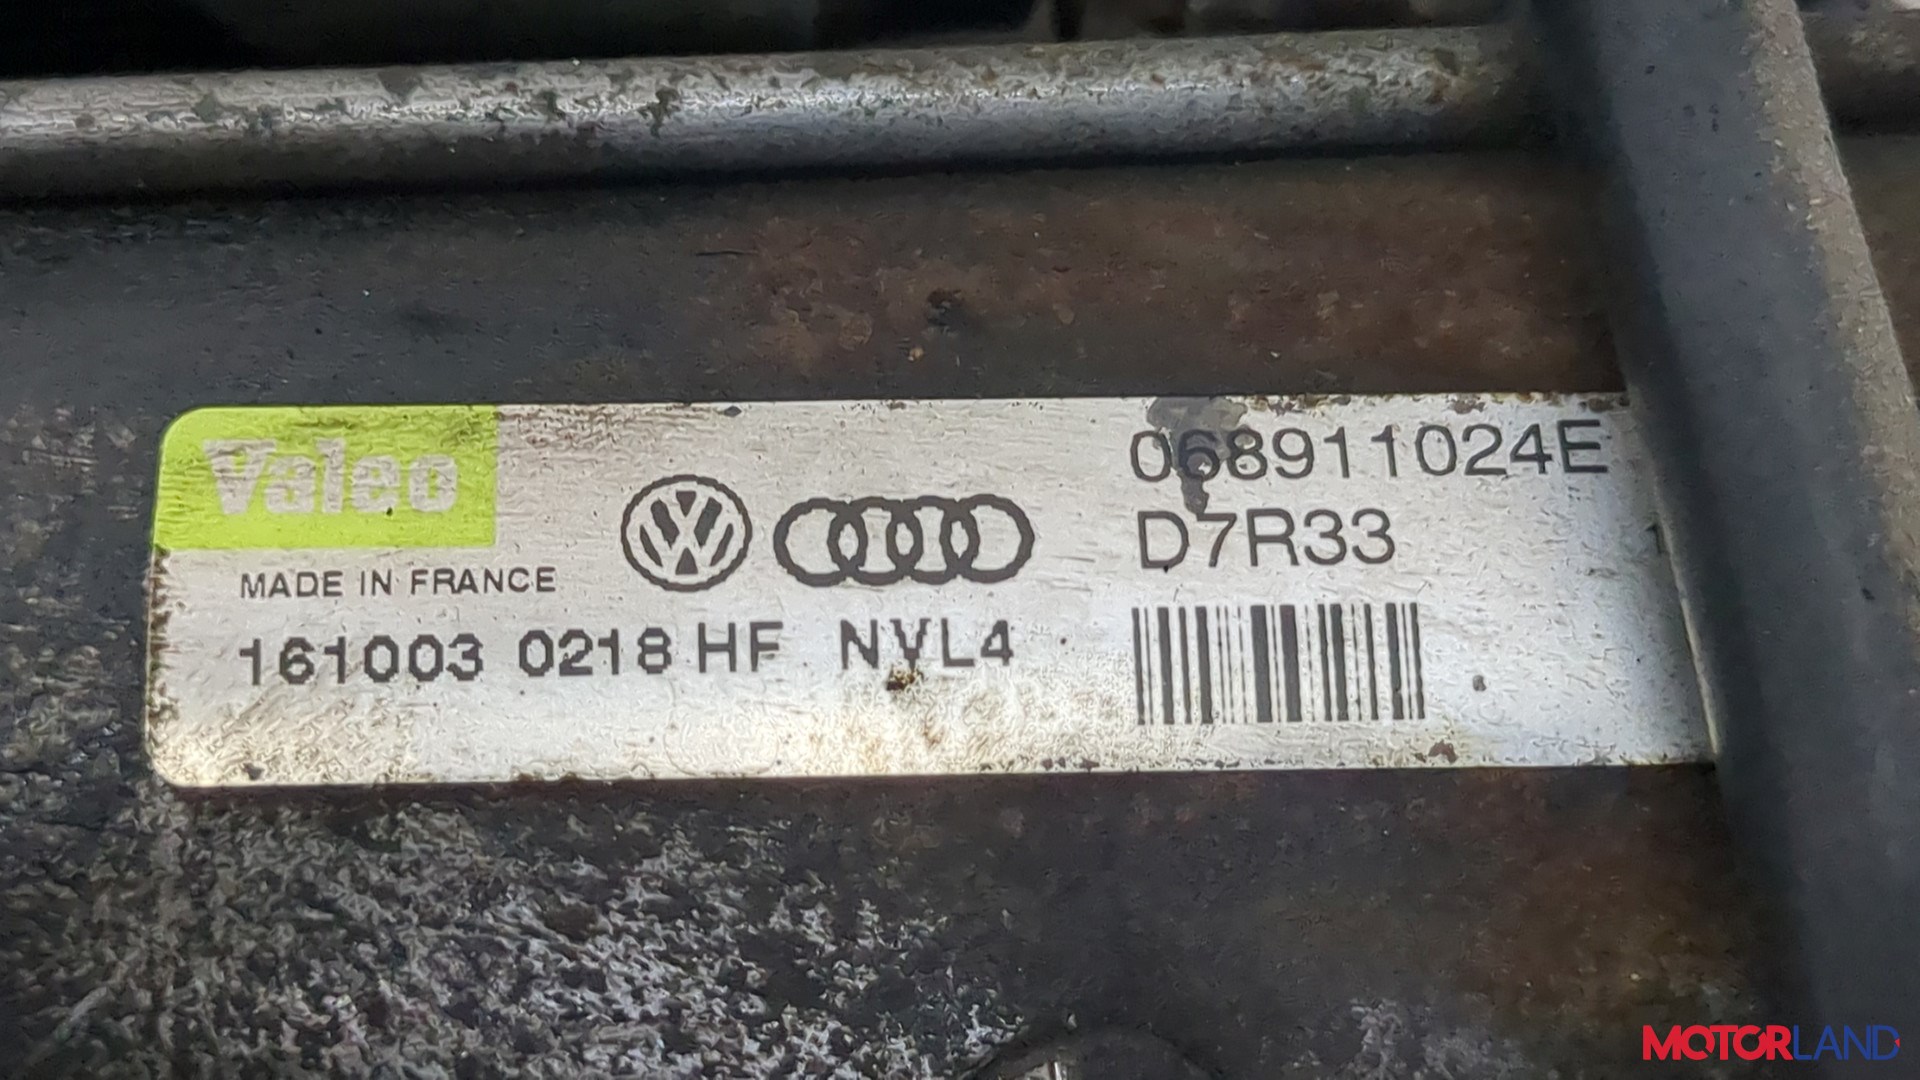 Valeo
068911024E
D7R33
MADE IN FRANCE
161003 0218 HF NVL4
MOTORLAND